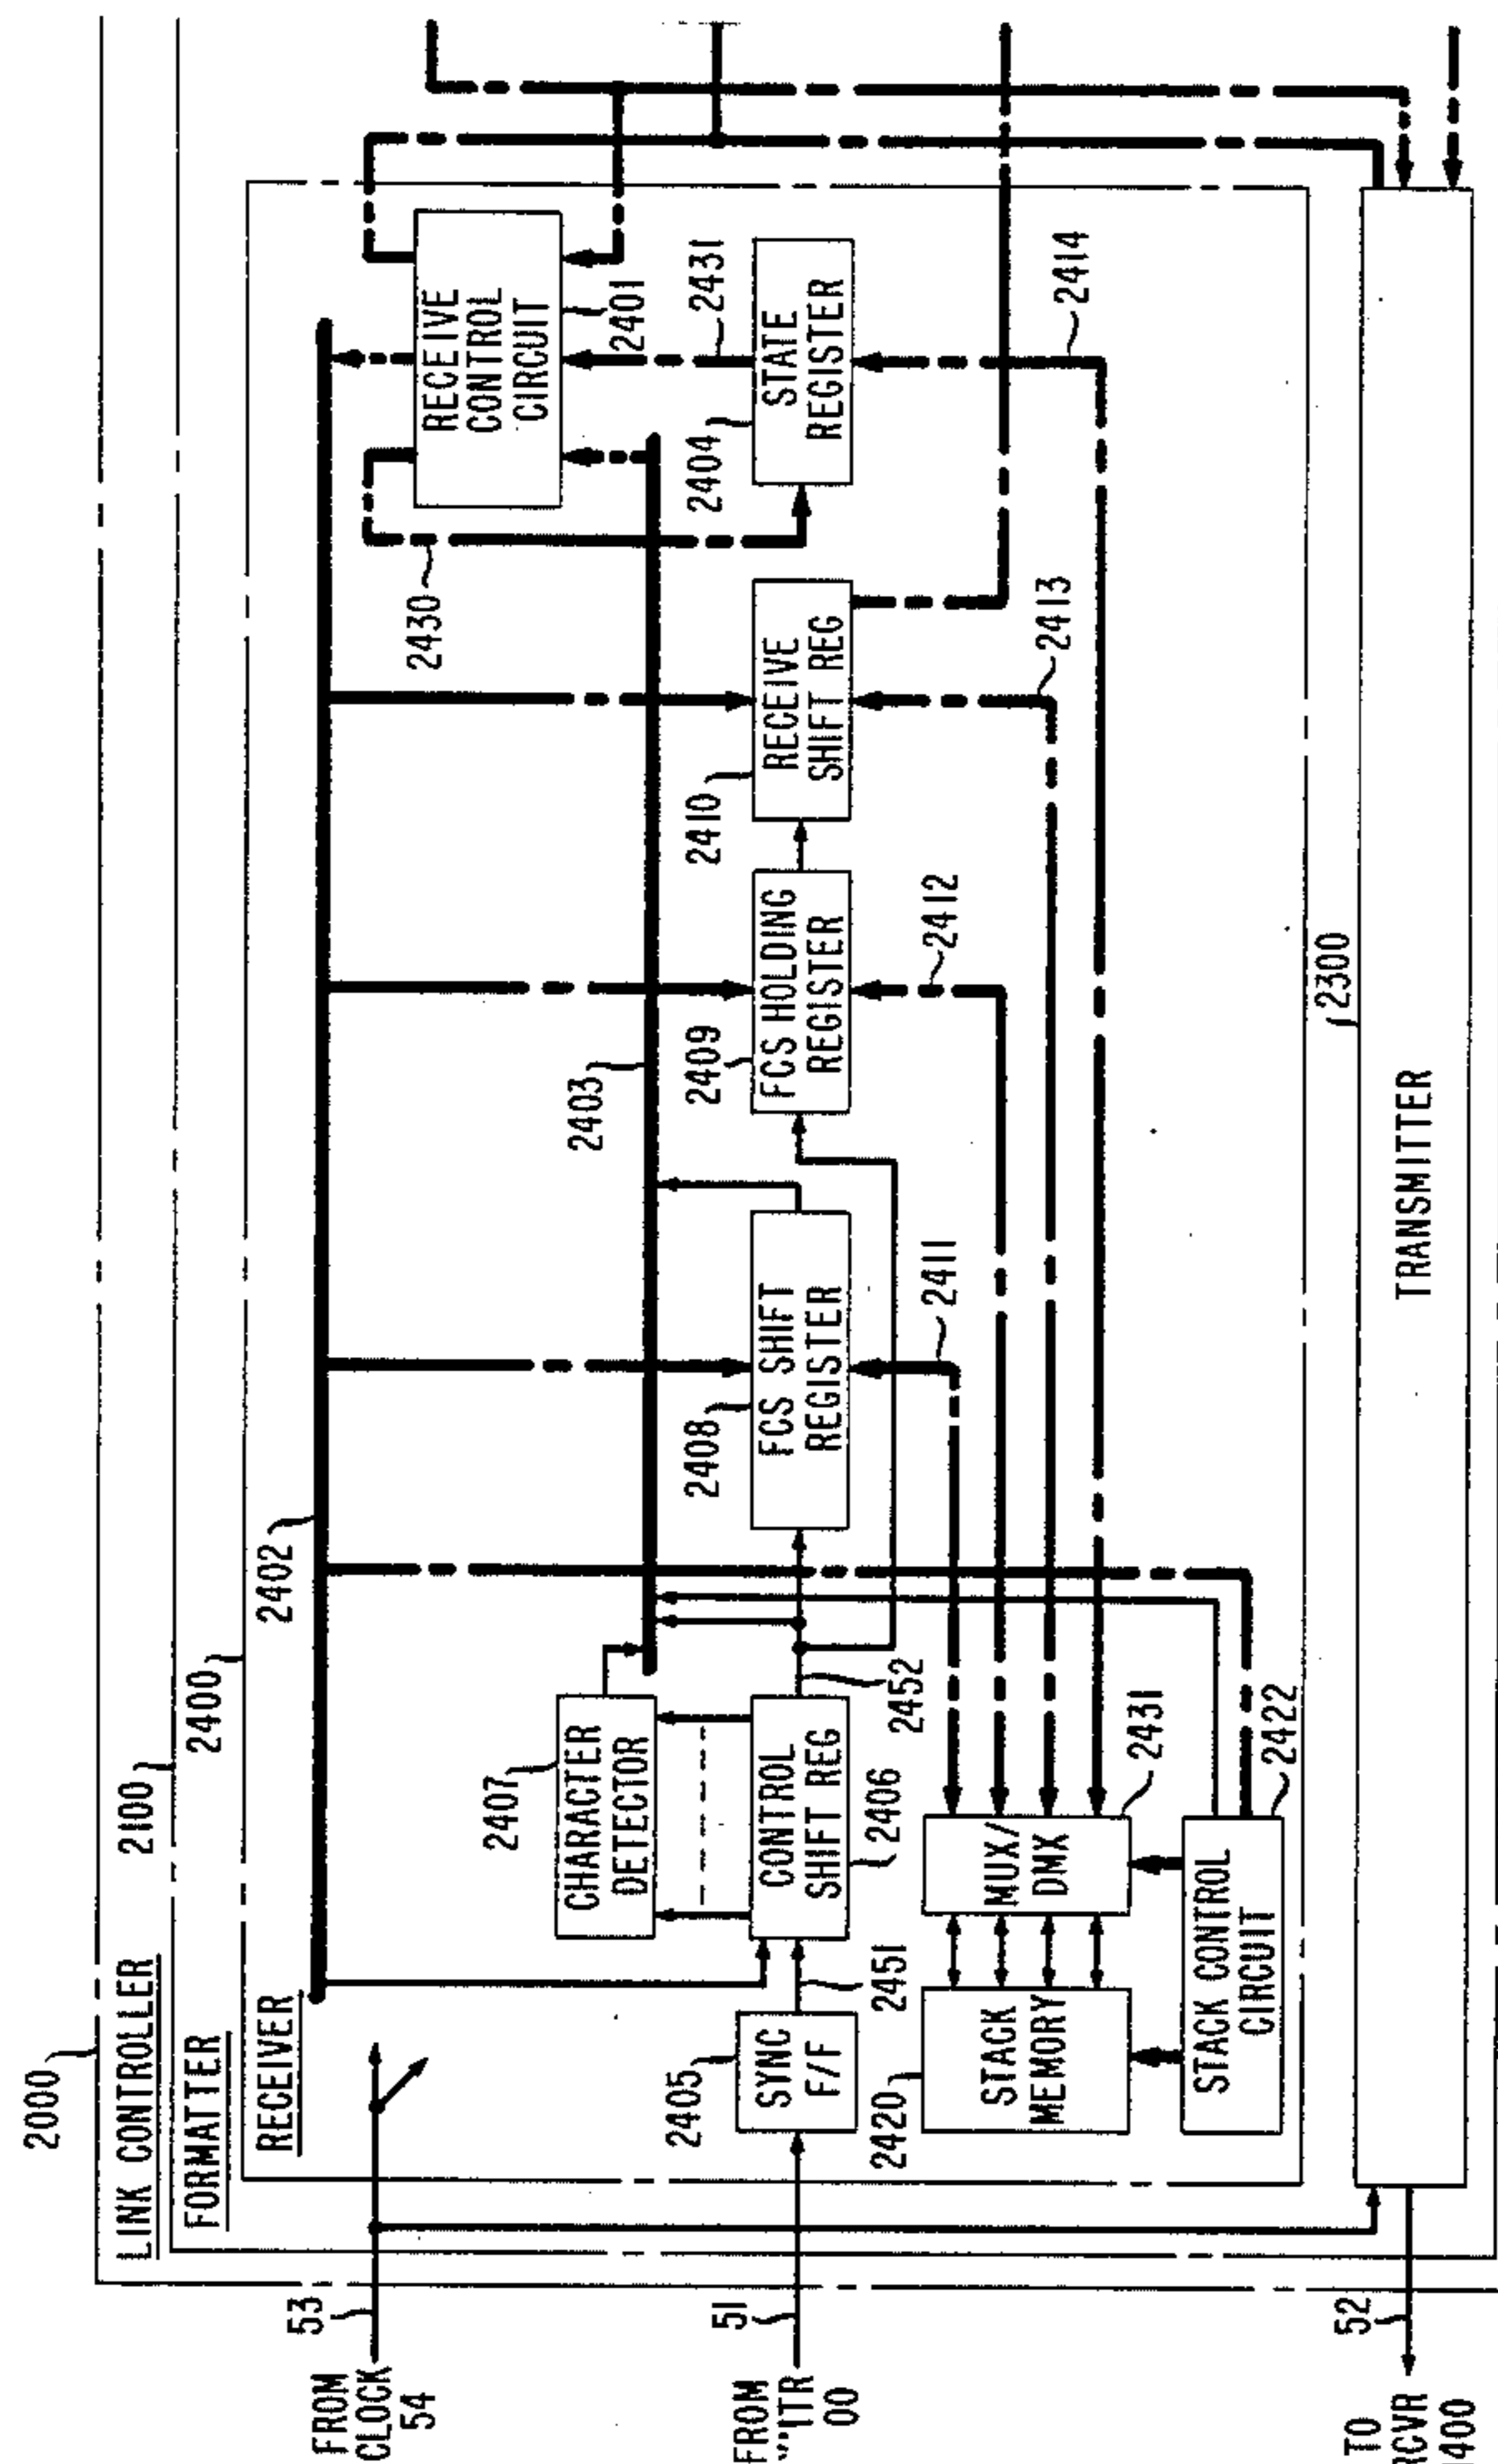 2000
LINK CONTROLLER
2100
FORMATTER
2400
RECEIVER
2402
53
FROM
CLOCK
54
2430
RECEIVE
CONTROL
CIRCUIT
2401
2403
2407
CHARACTER
DETECTOR
2431
2404
STATE
REGISTER
2414
51
FROM
00
2405
SYNC
F/F
2451
CONTROL
SHIFT REG
2406
2452
2408
FCS SHIFT
REGISTER
2411
2409
FCS HOLDING
REGISTER
2412
2410
RECEIVE
SHIFT REG
2413
2420
STACK
MEMORY
MUX/
DMX
2431
STACK CONTROL
CIRCUIT
2422
2300
TRANSMITTER
52
TO
RCVR
400